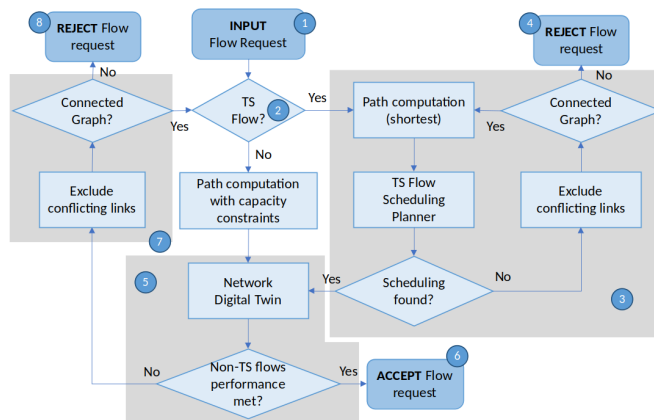 8
REJECT Flow
request
INPUT
Flow Request
1
4
REJECT Flow
request
No
No
Connected
Graph?
Yes
TS
Flow?
2
Yes
Path computation
(shortest)
Yes
Connected
Graph?
No
Exclude
conflicting links
Path computation
with capacity
constraints
TS Flow
Scheduling
Planner
Exclude
conflicting links
7
5
Network
Digital Twin
Yes
Scheduling
found?
No
3
No
Non-TS flows
performance
met?
Yes
6
ACCEPT Flow
request